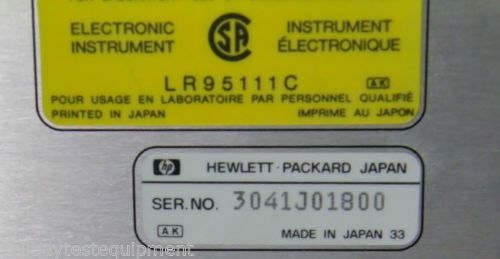 ELECTRONIC INSTRUMENT
INSTRUMENT ÉLECTRONIQUE
LR95111C
AK
POUR USAGE EN LABORATOIRE PAR PERSONNEL QUALIFIÉ
PRINTED IN JAPAN IMPRIME AU JAPON
hp HEWLETT·PACKARD JAPAN
SER.NO. 3041J01800
AK MADE IN JAPAN 33